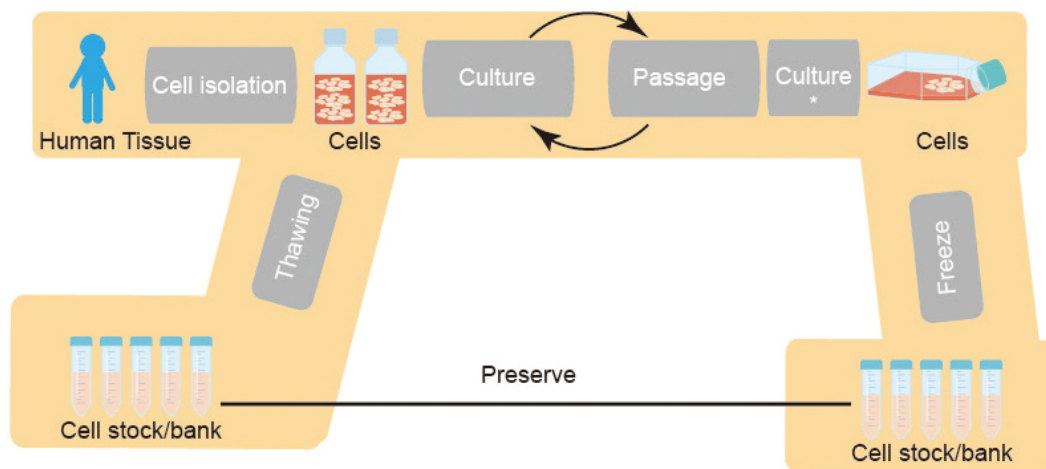 Cell isolation
Culture
Passage
Culture
*
Human Tissue
Cells
Cells
Thawing
Freeze
Preserve
Cell stock/bank
Cell stock/bank